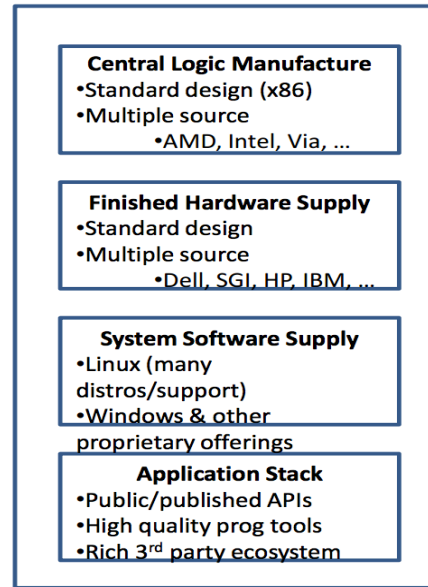 Central Logic Manufacture
•Standard design (x86)
•Multiple source
•AMD, Intel, Via, ...
Finished Hardware Supply
•Standard design
•Multiple source
•Dell, SGI, HP, IBM, ...
System Software Supply
•Linux (many
distros/support)
•Windows & other
proprietary offerings
Application Stack
•Public/published APIs
•High quality prog tools
•Rich 3rd party ecosystem